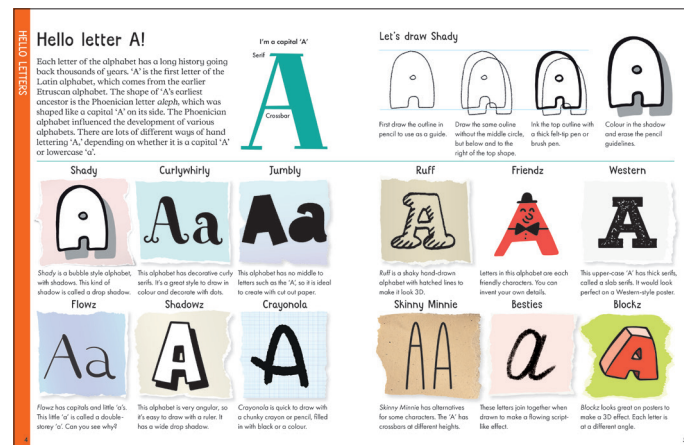 HELLO LETTERS
Hello letter A!
Each letter of the alphabet has a long history going
back thousands of years. ‘A’ is the first letter of the
Latin alphabet, which comes from the earlier
Etruscan alphabet. The shape of ‘A’s earliest
ancestor is the Phoenician letter aleph, which was
shaped like a capital ‘A’ on its side. The Phoenician
alphabet influenced the development of various
alphabets. There are lots of different ways of hand
lettering ‘A,’ depending on whether it is a capital ‘A’
or lowercase ‘a’.
I'm a capital ‘A’
Serif
A
Crossbar
Let's draw Shady
A
A
A
A
First draw the outline in
pencil to use as a guide.
Draw the same ouline
without the middle circle,
but below and to the
right of the top shape.
Ink the top outline with
a thick felt-tip pen or
brush pen.
Colour in the shadow
and erase the pencil
guidelines.
Shady
A
Shady is a bubble style alphabet,
with shadows. This kind of
shadow is called a drop shadow.
Curlywhirly
Aa
This alphabet has decorative curly
serifs. It's a great style to draw in
colour and decorate with dots.
Jumbly
Aa
This alphabet has no middle to
letters such as the ‘A’, so it is ideal
to create with cut out paper.
Ruff
A
Ruff is a shaky hand-drawn
alphabet with hatched lines to
make it look 3D.
Friendz
A
Letters in this alphabet are each
friendly characters. You can
invent your own details.
Western
A
This upper-case ‘A’ has thick serifs,
called a slab serifs. It would look
perfect on a Western-style poster.
Flowz
Aa
Flowz has capitals and little ‘a’s.
This little ‘a’ is called a double-
storey ‘a’. Can you see why?
Shadowz
A
This alphabet is very angular, so
it's easy to draw with a ruler. It
has a wide drop shadow.
Crayonola
A
Crayonola is quick to draw with
a chunky crayon or pencil, filled
in with black or a colour.
Skinny Minnie
AA
Skinny Minnie has alternatives
for some characters. The ‘A’ has
crossbars at different heights.
Besties
a
These letters join together when
drawn to make a flowing script-
like effect.
Blockz
A
Blockz looks great on posters to
make a 3D effect. Each letter is
at a different angle.
4